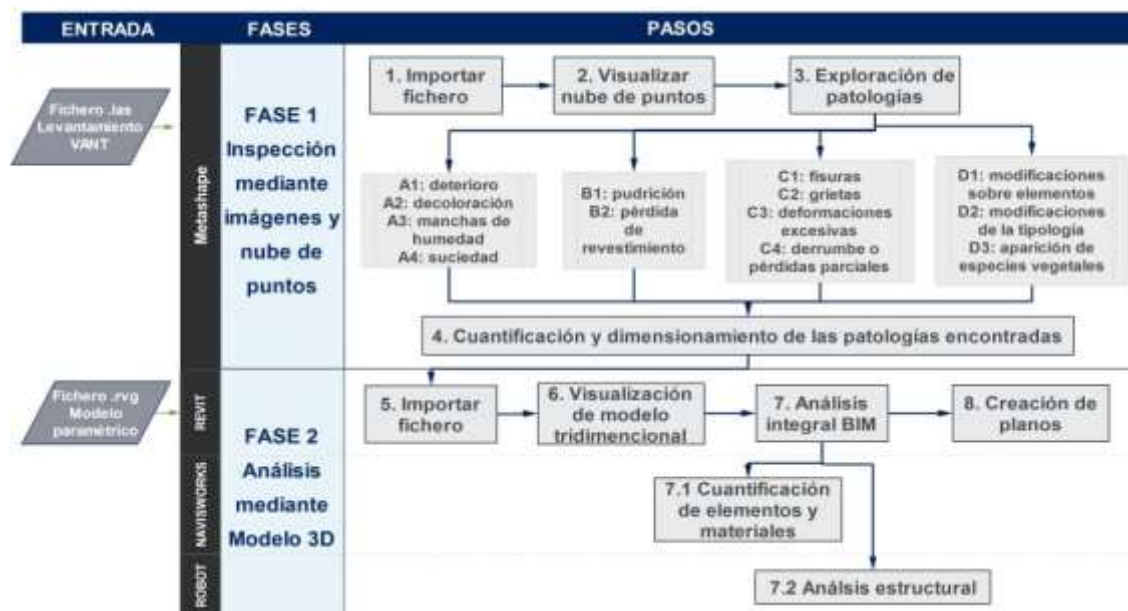 ENTRADA
FASES
PASOS
Fichero .las
Levantamiento
VANT
Metashape
FASE 1
Inspección
mediante
imágenes y
nube de
puntos
1. Importar
fichero
2. Visualizar
nube de puntos
3. Exploración de
patologías
A1: deterioro
A2: decoloración
A3: manchas de
humedad
A4: suciedad
B1: pudrición
B2: pérdida
de
revestimiento
C1: fisuras
C2: grietas
C3: deformaciones
excesivas
C4: derrumbe o
pérdidas parciales
D1: modificaciones
sobre elementos
D2: modificaciones
de la tipología
D3: aparición de
especies vegetales
4. Cuantificación y dimensionamiento de las patologías encontradas
Fichero .rvg
Modelo
paramétrico
REVIT
NAVISWORKS
ROBOT
FASE 2
Análisis
mediante
Modelo 3D
5. Importar
fichero
6. Visualización
de modelo
tridimencional
7. Análisis
integral BIM
8. Creación de
planos
7.1 Cuantificación
de elementos y
materiales
7.2 Análsis estructural